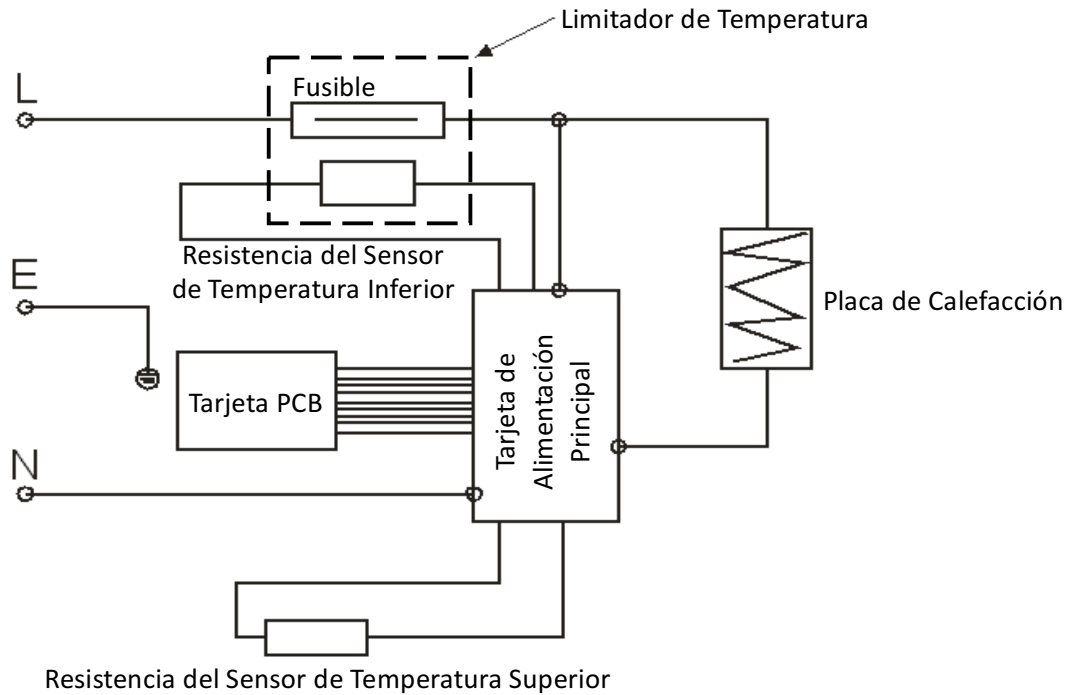 Limitador de Temperatura
Fusible
L
Resistencia del Sensor
de Temperatura Inferior
E
Placa de Calefacción
Tarjeta PCB
Tarjeta de
Alimentación
Principal
N
Resistencia del Sensor de Temperatura Superior